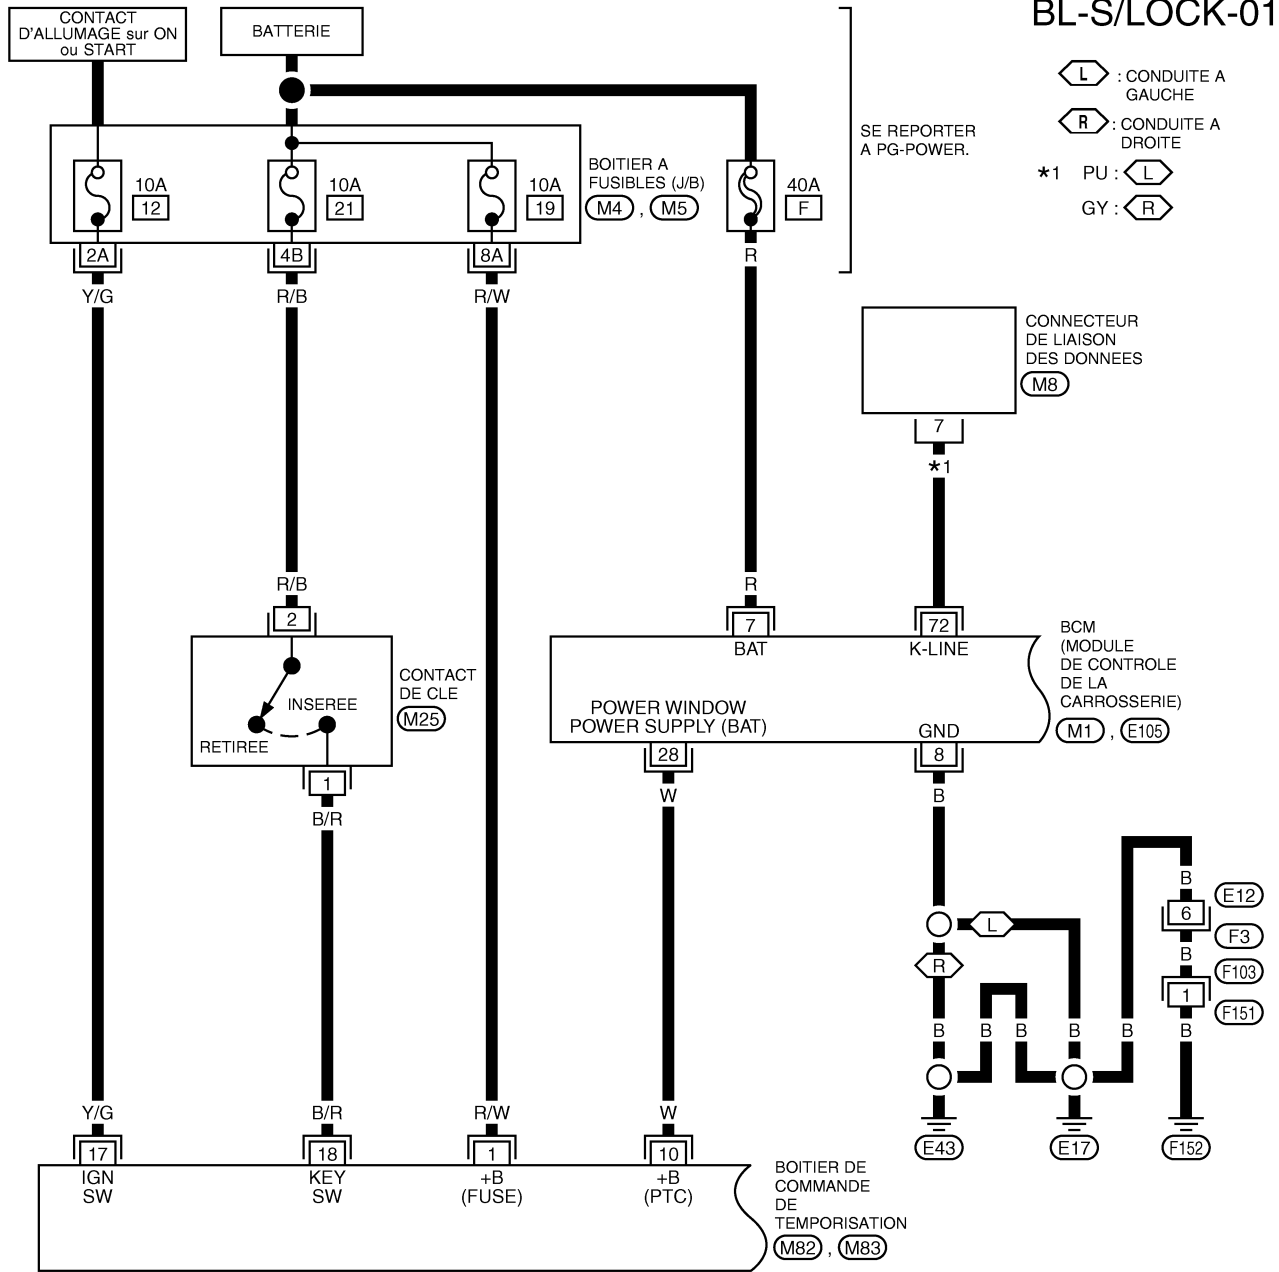 BL-S/LOCK-01
CONTACT
D'ALLUMAGE sur ON
ou START
BATTERIE
L : CONDUITE A
GAUCHE
R : CONDUITE A
DROITE
*1 PU : L
GY : R
SE REPORTER
A PG-POWER.
BOITIER A
FUSIBLES (J/B)
M4 , M5
10A
12
10A
21
10A
19
40A
F
2A
4B
8A
R
Y/G
R/B
R/W
CONNECTEUR
DE LIAISON
DES DONNEES
M8
7
*1
R/B
R
2
7
72
BAT
K-LINE
BCM
(MODULE
DE CONTROLE
DE LA
CARROSSERIE)
M1 , E105
CONTACT
DE CLE
M25
INSEREE
RETIREE
POWER WINDOW
POWER SUPPLY (BAT)
GND
1
28
8
B/R
W
B
B
E12
6
F3
L
B
R
F103
1
F151
B
B
B
B
B
B
Y/G
B/R
R/W
W
E43
E17
F152
17
18
1
10
IGN
SW
KEY
SW
+B
(FUSE)
+B
(PTC)
BOITIER DE
COMMANDE
DE
TEMPORISATION
M82 , M83